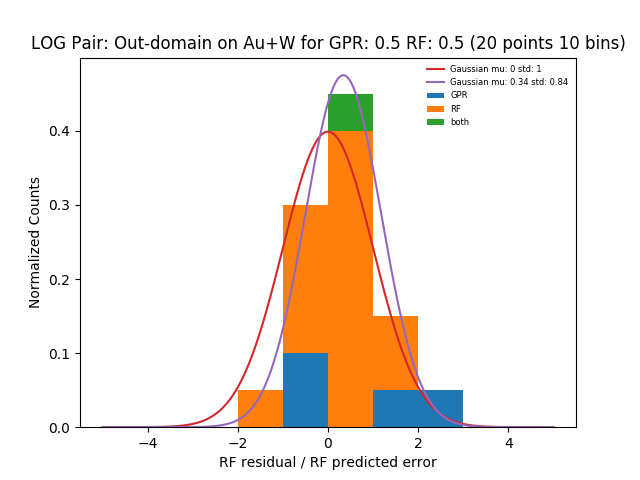 LOG Pair: Out-domain on Au+W for GPR: 0.5 RF: 0.5 (20 points 10 bins)
Gaussian mu: 0 std: 1
Gaussian mu: 0.34 std: 0.84
GPR
RF
both
Normalized Counts
0.4
0.3
0.2
0.1
0.0
−4
−2
0
2
4
RF residual / RF predicted error